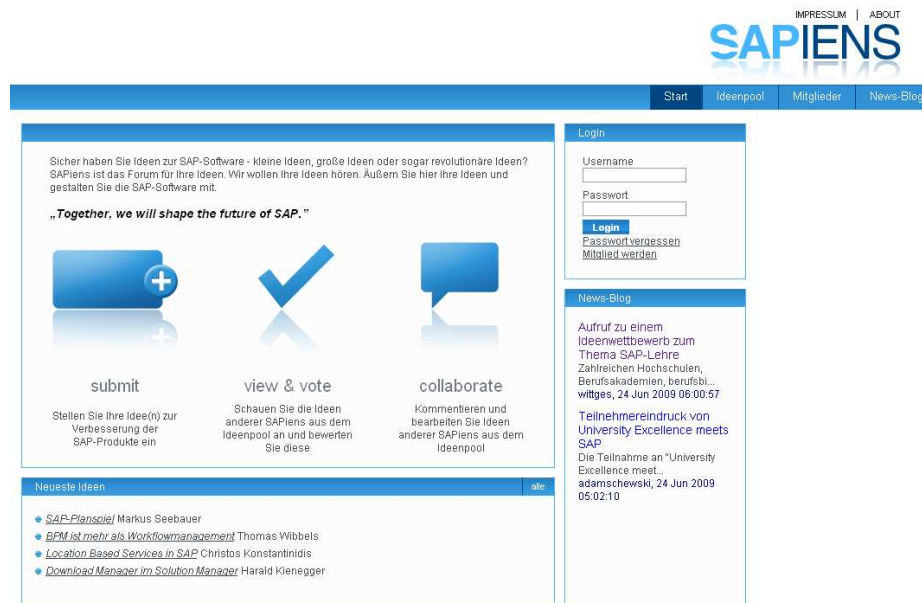 IMPRESSUM | ABOUT
SAPIENS
Start Ideenpool Mitglieder News-Blog
Sicher haben Sie Ideen zur SAP-Software - kleine Ideen, große Ideen oder sogar revolutionäre Ideen?
SAPiens ist das Forum für Ihre Ideen. Wir wollen Ihre Ideen hören. Äußern Sie hier Ihre Ideen und
gestalten Sie die SAP-Software mit.
„Together, we will shape the future of SAP.”
submit
Stellen Sie Ihre Idee(n) zur
Verbesserung der
SAP-Produkte ein
view & vote
Schauen Sie die Ideen
anderer SAPiens aus dem
Ideenpool an und bewerten
Sie diese
collaborate
Kommentieren und
bearbeiten Sie Ideen
anderer SAPiens aus dem
Ideenpool
Neueste Ideen alle
SAP-Planspiel Markus Seebauer
BPM ist mehr als Workflowmanagement Thomas Wibbels
Location Based Services in SAP Christos Konstantinidis
Download Manager im Solution Manager Harald Kienegger
Login
Username
Passwort
Login
Passwort vergessen
Mitglied werden
News-Blog
Aufruf zu einem
Ideenwettbewerb zum
Thema SAP-Lehre
Zahlreichen Hochschulen,
Berufsakademien, berufsbi...
wittges, 24 Jun 2009 06:00:57
Teilnehmereindruck von
University Excellence meets
SAP
Die Teilnahme an "University
Excellence meet...
adamschewski, 24 Jun 2009
05:02:10